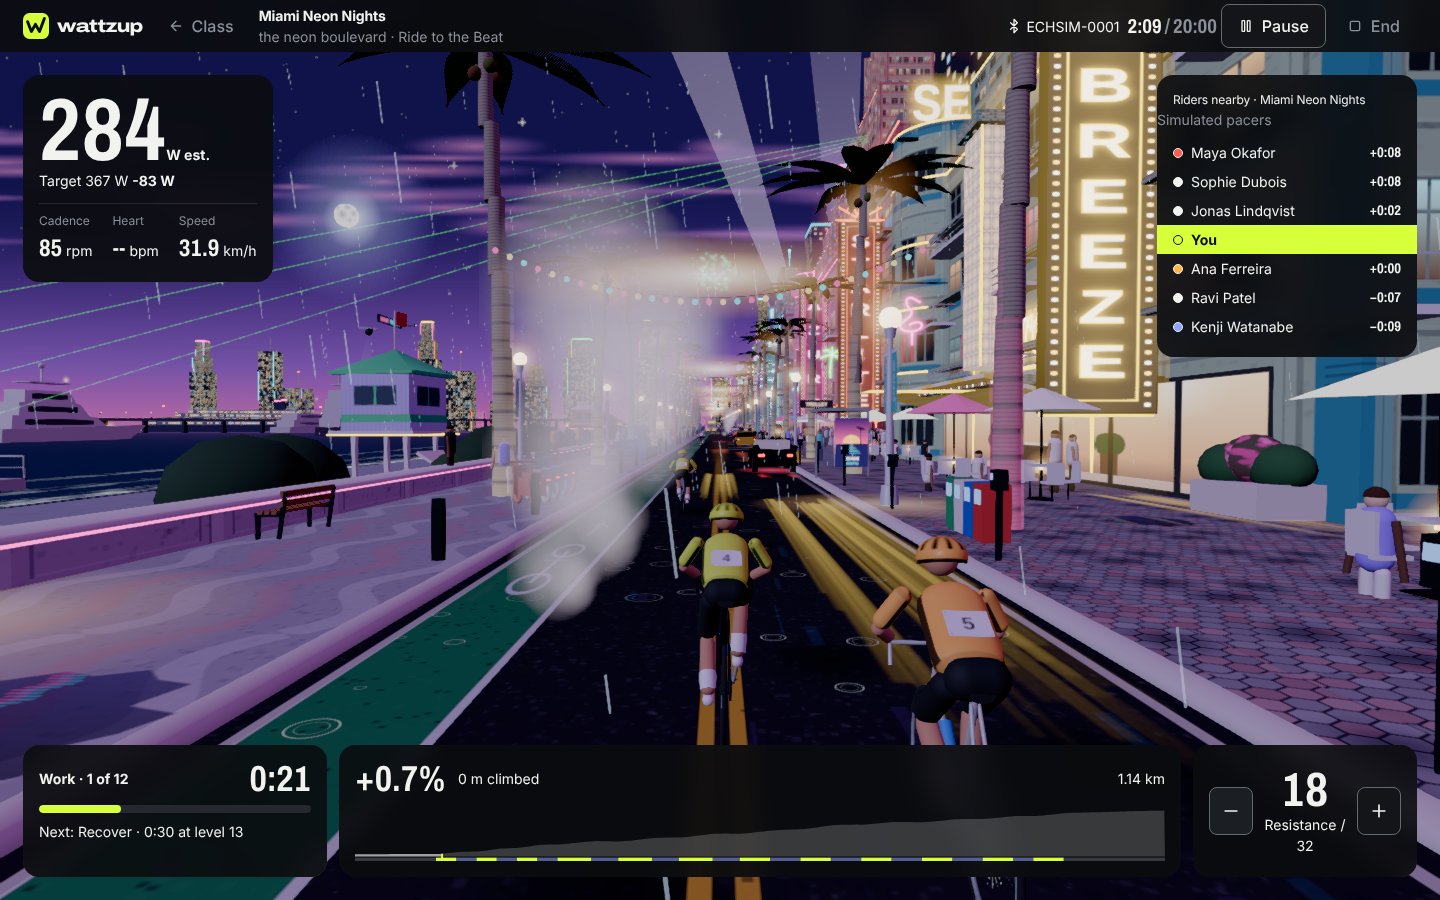 wattzup
Class
Miami Neon Nights
the neon boulevard · Ride to the Beat
ECHSIM-0001 2:09 / 20:00
Pause
End
284 W est.
Target 367 W -83 W
Cadence Heart Speed
85 rpm -- bpm 31.9 km/h
SE
BREEZE
Riders nearby · Miami Neon Nights
Simulated pacers
Maya Okafor +0:08
Sophie Dubois +0:08
Jonas Lindqvist +0:02
You
Ana Ferreira +0:00
Ravi Patel −0:07
Kenji Watanabe −0:09
4
5
Work · 1 of 12 0:21
Next: Recover · 0:30 at level 13
+0.7% 0 m climbed 1.14 km
− 18 +
Resistance /
32